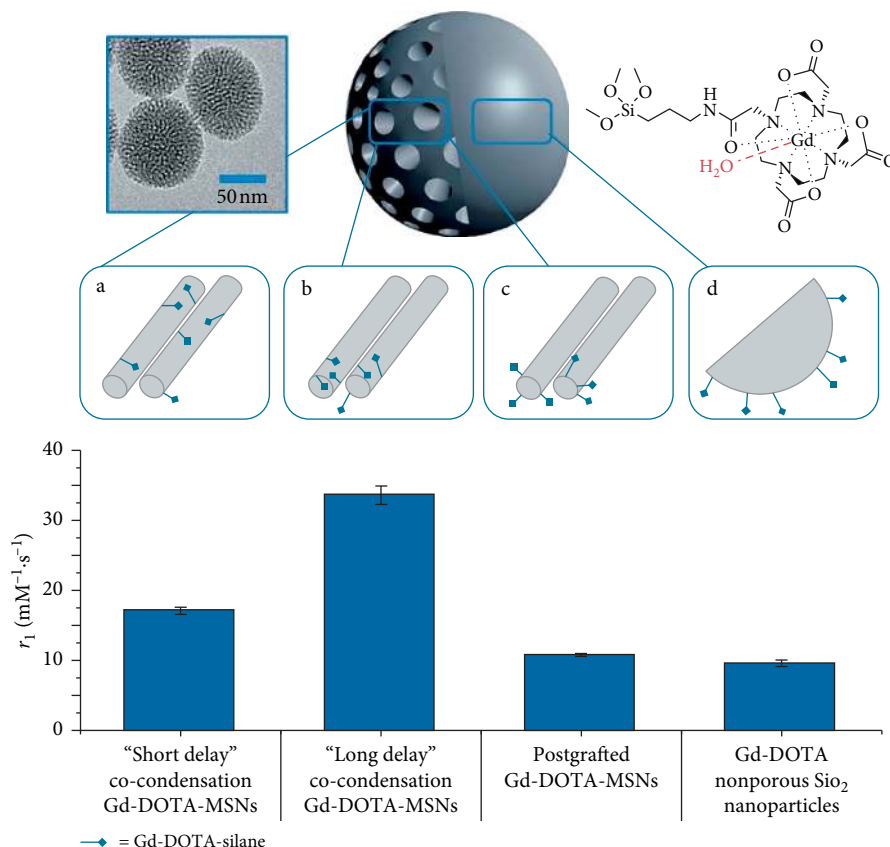 50 nm
O
O
O
Si
H
N
O
N
N
N
N
Gd
H₂O
O
O
O
O
O
O
a
b
c
d
40
30
20
10
0
r₁ (mM⁻¹·s⁻¹)
“Short delay”
co-condensation
Gd-DOTA-MSNs
“Long delay”
co-condensation
Gd-DOTA-MSNs
Postgrafted
Gd-DOTA-MSNs
Gd-DOTA
nonporous Sio₂
nanoparticles
= Gd-DOTA-silane